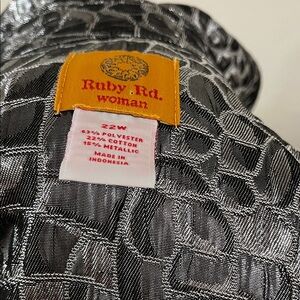 Ruby Rd.
woman
22W
63% POLYESTER
22% COTTON
15% METALLIC
MADE IN
INDONESIA